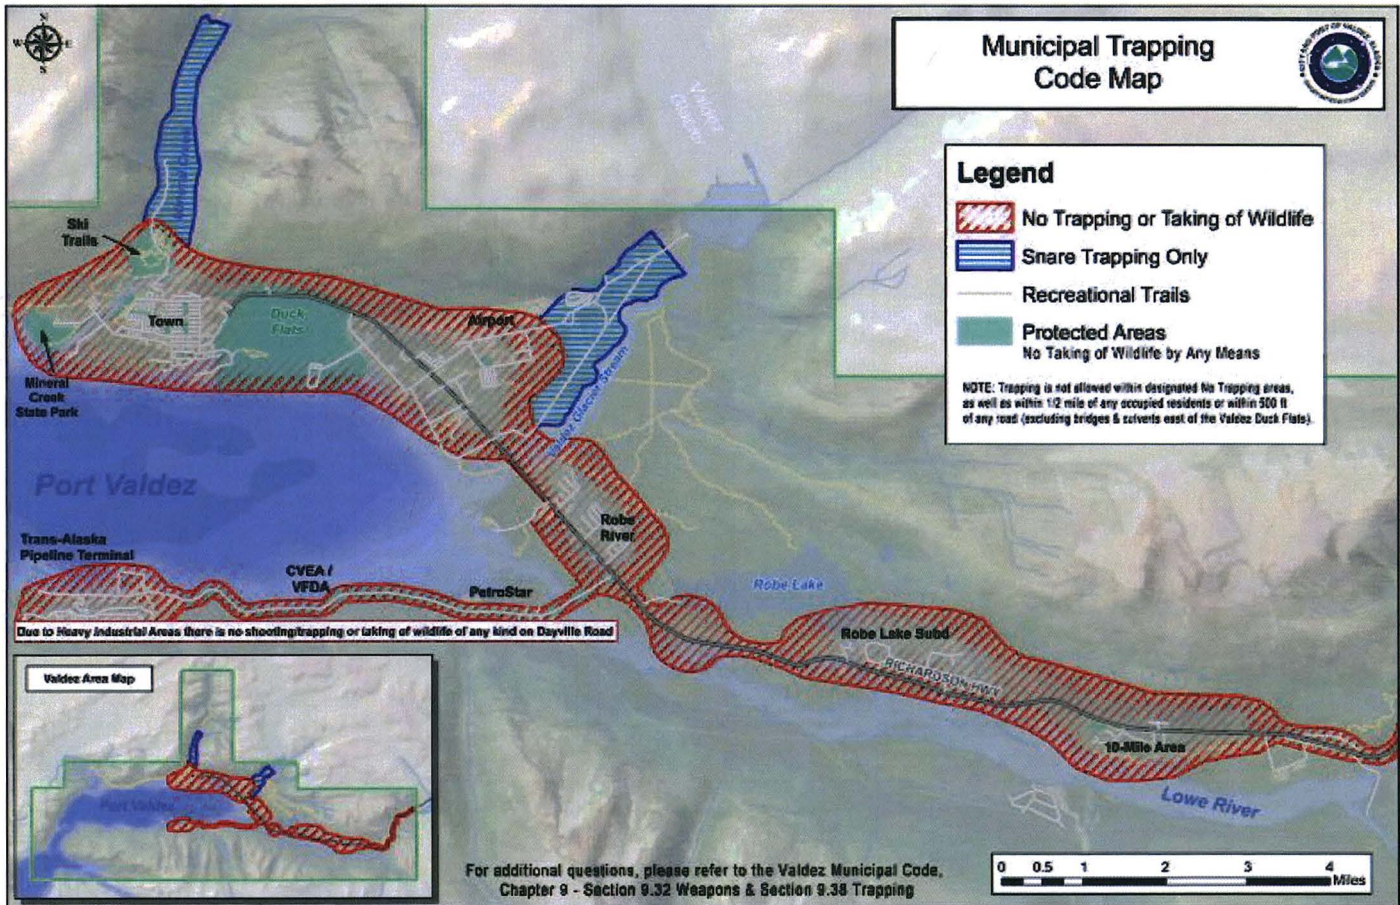 N
W E
S
Municipal Trapping
Code Map
Valdez
Glacier
Legend
No Trapping or Taking of Wildlife
Snare Trapping Only
Recreational Trails
Protected Areas
No Taking of Wildlife by Any Means
NOTE: Trapping is not allowed within designated No Trapping areas,
as well as within 1/2 mile of any occupied residents or within 500 ft
of any road (excluding bridges & culverts east of the Valdez Duck Flats).
Ski
Trails
Town
Duck
Flats
Airport
Mineral
Creek
State Park
Valdez Glacier Stream
Port Valdez
Robe
River
Trans-Alaska
Pipeline Terminal
CVEA /
VFDA
PetroStar
Robe Lake
Due to Heavy Industrial Areas there is no shooting/trapping or taking of wildlife of any kind on Dayville Road
Robe Lake Subd
RICHARDSON HWY
10-Mile Area
Lowe River
Valdez Area Map
Port Valdez
For additional questions, please refer to the Valdez Municipal Code,
Chapter 9 - Section 9.32 Weapons & Section 9.38 Trapping
0 0.5 1 2 3 4
Miles